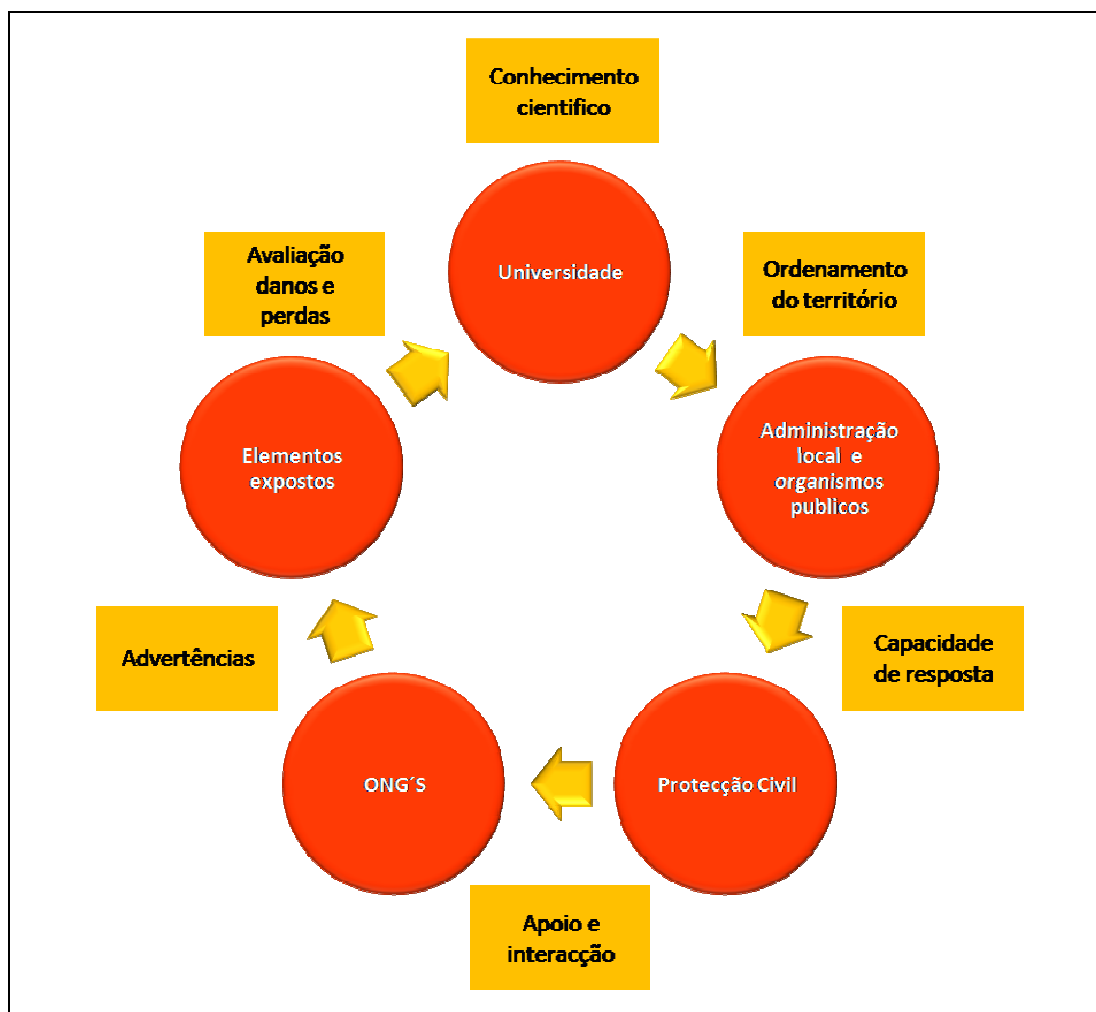 Conhecimento
cientifico
Universidade
Ordenamento
do território
Administração
local e
organismos
publicos
Capacidade
de resposta
Protecção Civil
Apoio e
interacção
ONG´S
Advertências
Elementos
expostos
Avaliação
danos e
perdas